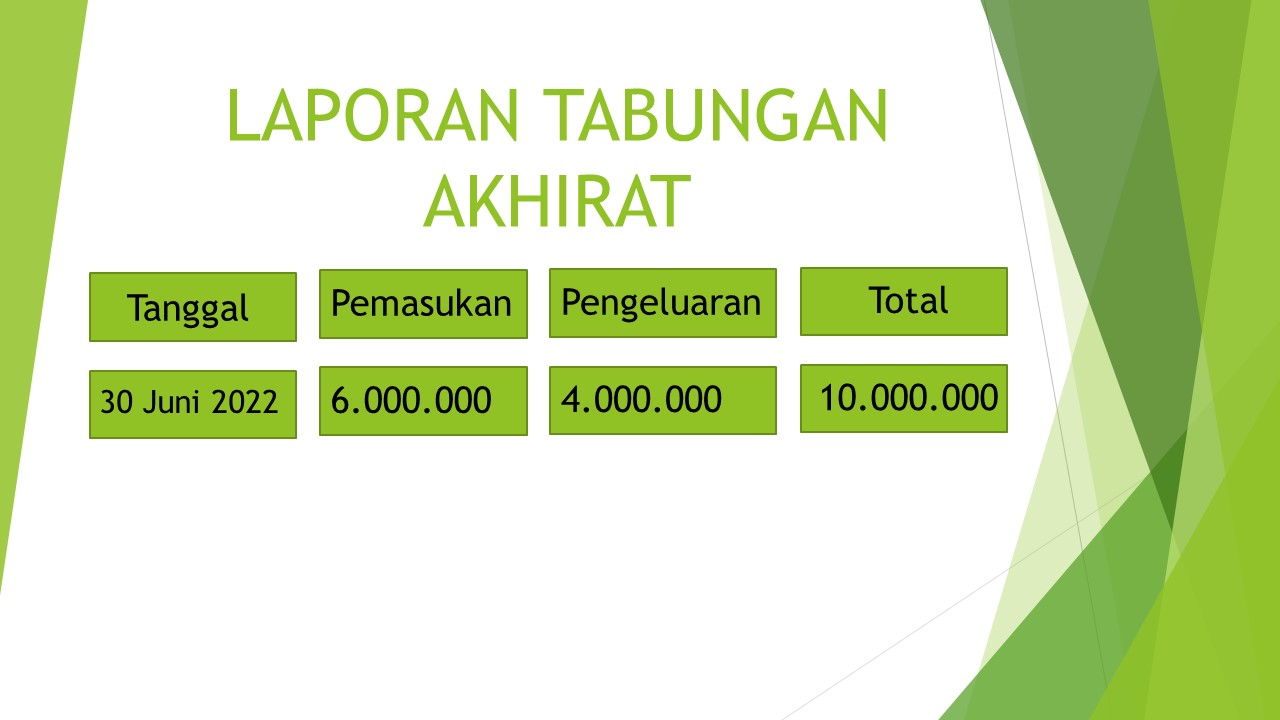 LAPORAN TABUNGAN
AKHIRAT
Tanggal Pemasukan Pengeluaran Total
30 Juni 2022 6.000.000 4.000.000 10.000.000